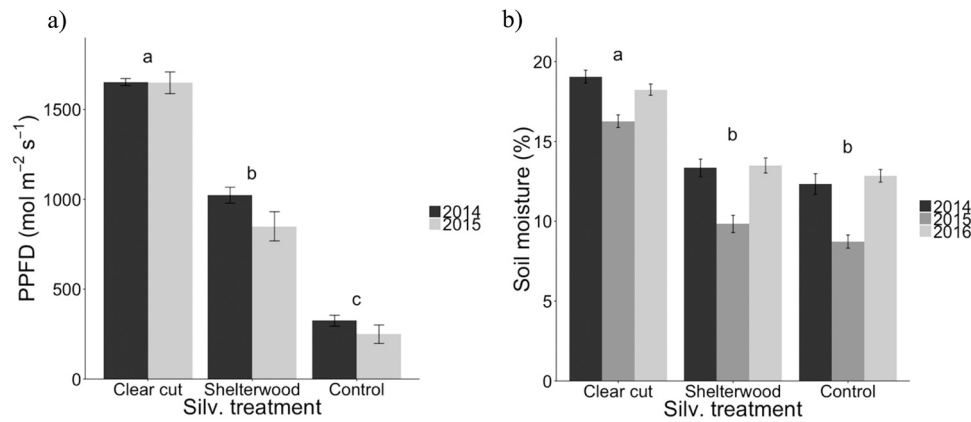 a)
PPFD (mol m−2 s−1)
1500
1000
500
0
a
b
c
2014
2015
Clear cut Shelterwood Control
Silv. treatment
b)
Soil moisture (%)
20
15
10
5
0
a
b
b
2014
2015
2016
Clear cut Shelterwood Control
Silv. treatment